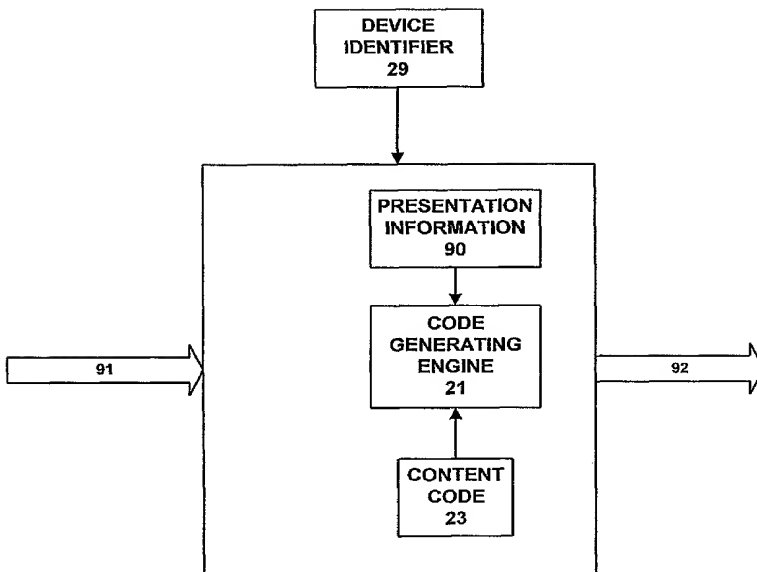 DEVICE
IDENTIFIER
29
PRESENTATION
INFORMATION
90
CODE
GENERATING
ENGINE
21
91
92
CONTENT
CODE
23